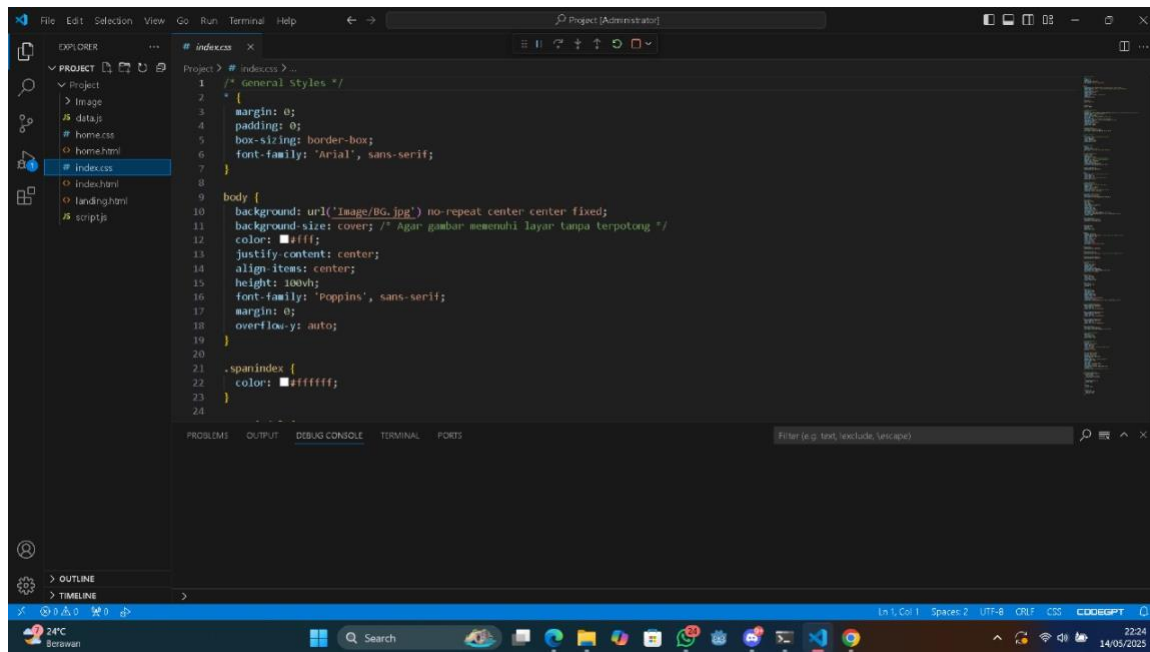 File Edit Selection View Go Run Terminal Help
Project [Administrator]
EXPLORER
index.css
PROJECT
Project > # index.css > ...
Project
Image
JS data.js
# home.css
home.html
# index.css
index.html
landing.html
JS script.js
1 /* General Styles */
2 * {
3 margin: 0;
4 padding: 0;
5 box-sizing: border-box;
6 font-family: 'Arial', sans-serif;
7 }
8
9 body {
10 background: url('Image/BG.jpg') no-repeat center center fixed;
11 background-size: cover; /* Agar gambar memenuhi layar tanpa terpotong */
12 color: #fff;
13 justify-content: center;
14 align-items: center;
15 height: 100vh;
16 font-family: 'Poppins', sans-serif;
17 margin: 0;
18 overflow-y: auto;
19 }
20
21 .spanindex {
22 color: #ffffff;
23 }
24
PROBLEMS OUTPUT DEBUG CONSOLE TERMINAL PORTS
Filter (e.g. text, !exclude, \escape)
OUTLINE
TIMELINE
0 0 0
Ln 1, Col 1 Spaces: 2 UTF-8 CRLF CSS CODEGPT
24°C
Berawan
Search
24
22:24
14/05/2025